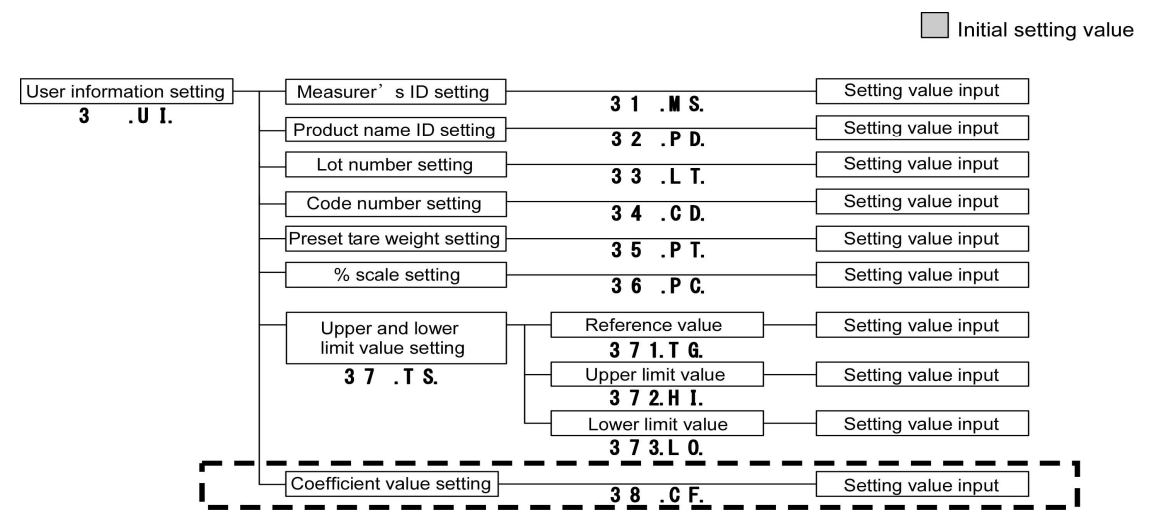 Initial setting value
User information setting
3 .U I.
Measurer's ID setting
3 1 .M S.
Setting value input
Product name ID setting
3 2 .P D.
Setting value input
Lot number setting
3 3 .L T.
Setting value input
Code number setting
3 4 .C D.
Setting value input
Preset tare weight setting
3 5 .P T.
Setting value input
% scale setting
3 6 .P C.
Setting value input
Upper and lower
limit value setting
3 7 .T S.
Reference value
3 7 1.T G.
Setting value input
Upper limit value
3 7 2.H I.
Setting value input
Lower limit value
3 7 3.L O.
Setting value input
Coefficient value setting
3 8 .C F.
Setting value input